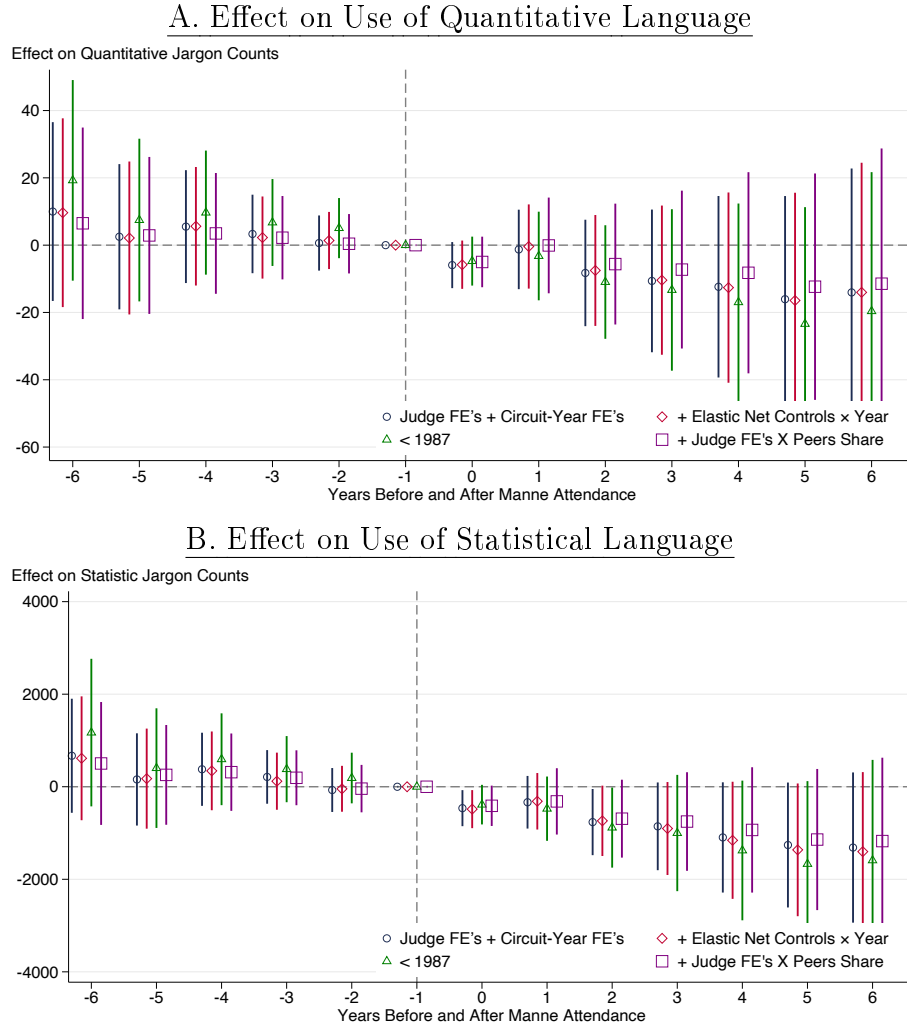 A. Effect on Use of Quantitative Language
Effect on Quantitative Jargon Counts
40
20
0
-20
-40
-60
Judge FE's + Circuit-Year FE's
+ Elastic Net Controls × Year
< 1987
+ Judge FE's X Peers Share
-6 -5 -4 -3 -2 -1 0 1 2 3 4 5 6
Years Before and After Manne Attendance
B. Effect on Use of Statistical Language
Effect on Statistic Jargon Counts
4000
2000
0
-2000
-4000
Judge FE's + Circuit-Year FE's
+ Elastic Net Controls × Year
< 1987
+ Judge FE's X Peers Share
-6 -5 -4 -3 -2 -1 0 1 2 3 4 5 6
Years Before and After Manne Attendance